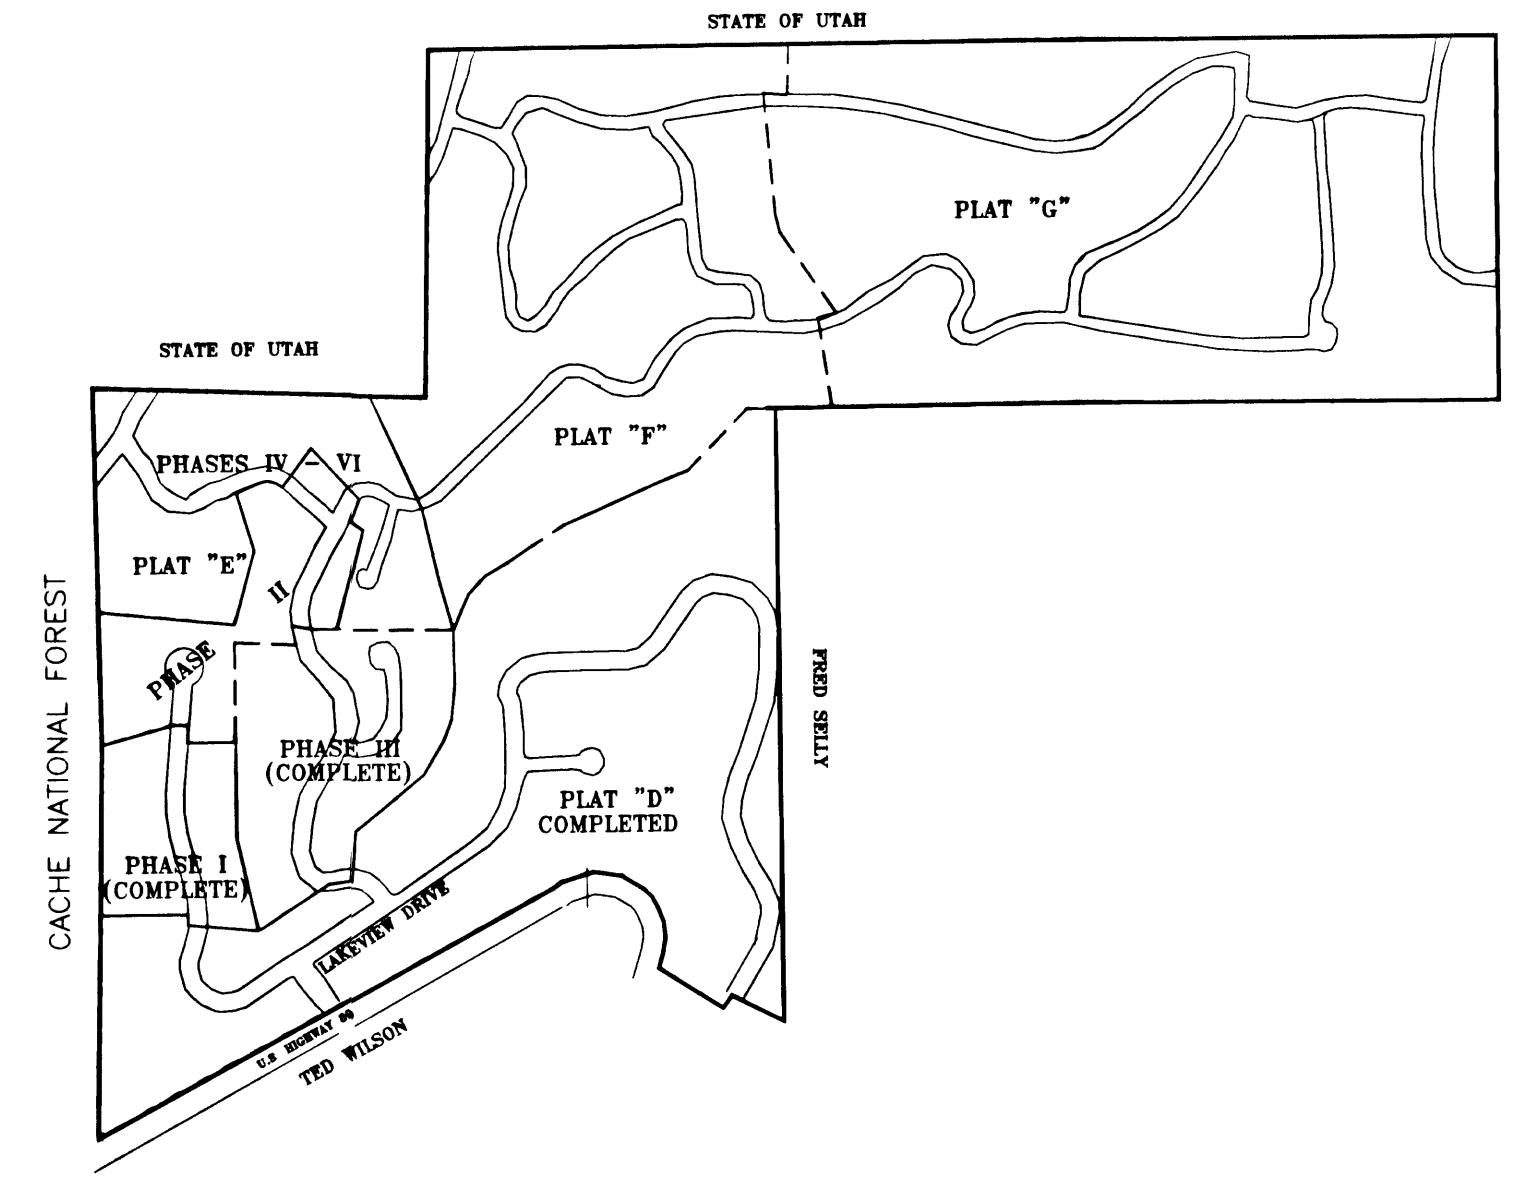 STATE OF UTAH
PLAT "G"
STATE OF UTAH
PLAT "F"
PHASES IV - VI
PLAT "E"
PHASE II
CACHE NATIONAL FOREST
FRED SELLY
PHASE III
(COMPLETE)
PLAT "D"
COMPLETED
PHASE I
(COMPLETE)
LAKEVIEW DRIVE
U.S HIGHWAY
TED WILSON